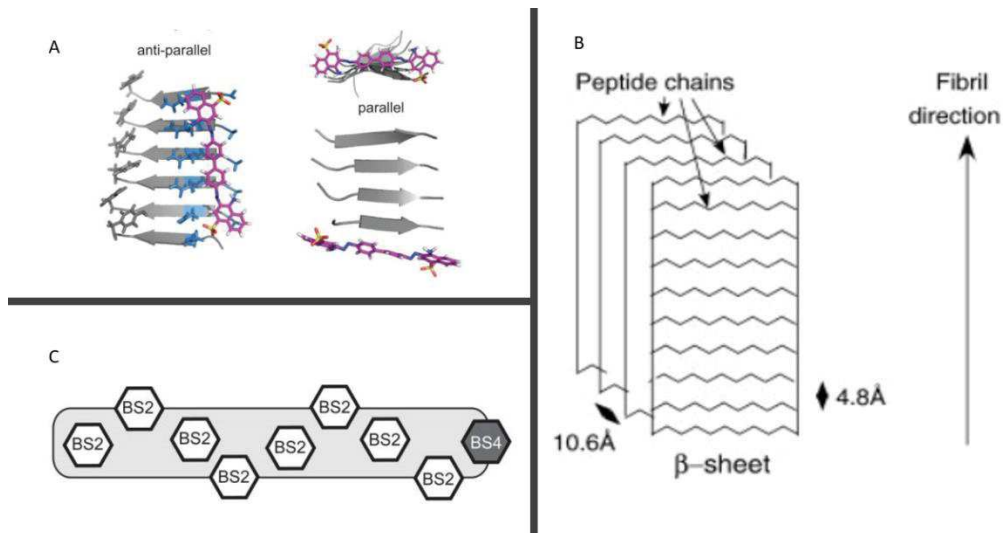 A
anti-parallel
parallel
B
Peptide chains
Fibril
direction
4.8Å
10.6Å
β-sheet
C
BS2
BS2
BS2
BS2
BS2
BS2
BS4
BS2
BS2